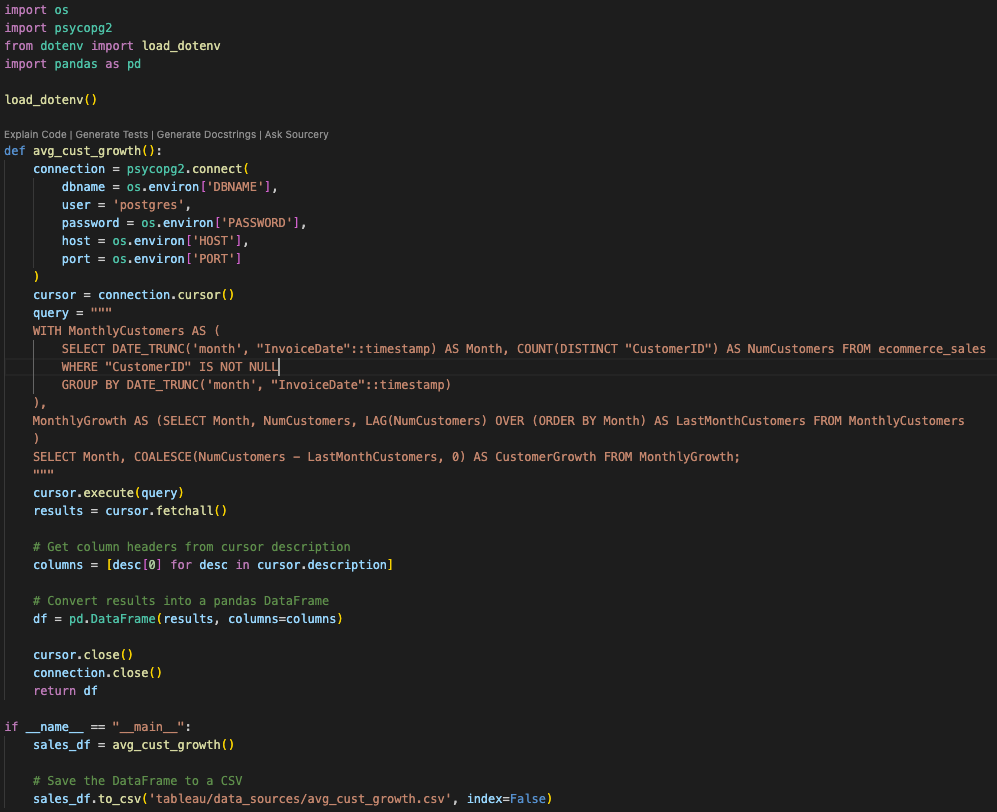 import os
import psycopg2
from dotenv import load_dotenv
import pandas as pd
load_dotenv()
Explain Code | Generate Tests | Generate Docstrings | Ask Sourcery
def avg_cust_growth():
    connection = psycopg2.connect(
        dbname = os.environ['DBNAME'],
        user = 'postgres',
        password = os.environ['PASSWORD'],
        host = os.environ['HOST'],
        port = os.environ['PORT']
    )
    cursor = connection.cursor()
    query = """
    WITH MonthlyCustomers AS (
        SELECT DATE_TRUNC('month', "InvoiceDate"::timestamp) AS Month, COUNT(DISTINCT "CustomerID") AS NumCustomers FROM ecommerce_sales
        WHERE "CustomerID" IS NOT NULL
        GROUP BY DATE_TRUNC('month', "InvoiceDate"::timestamp)
    ),
    MonthlyGrowth AS (SELECT Month, NumCustomers, LAG(NumCustomers) OVER (ORDER BY Month) AS LastMonthCustomers FROM MonthlyCustomers
    )
    SELECT Month, COALESCE(NumCustomers - LastMonthCustomers, 0) AS CustomerGrowth FROM MonthlyGrowth;
    """
    cursor.execute(query)
    results = cursor.fetchall()
    # Get column headers from cursor description
    columns = [desc[0] for desc in cursor.description]
    # Convert results into a pandas DataFrame
    df = pd.DataFrame(results, columns=columns)
    cursor.close()
    connection.close()
    return df
if __name__ == "__main__":
    sales_df = avg_cust_growth()
    # Save the DataFrame to a CSV
    sales_df.to_csv('tableau/data_sources/avg_cust_growth.csv', index=False)